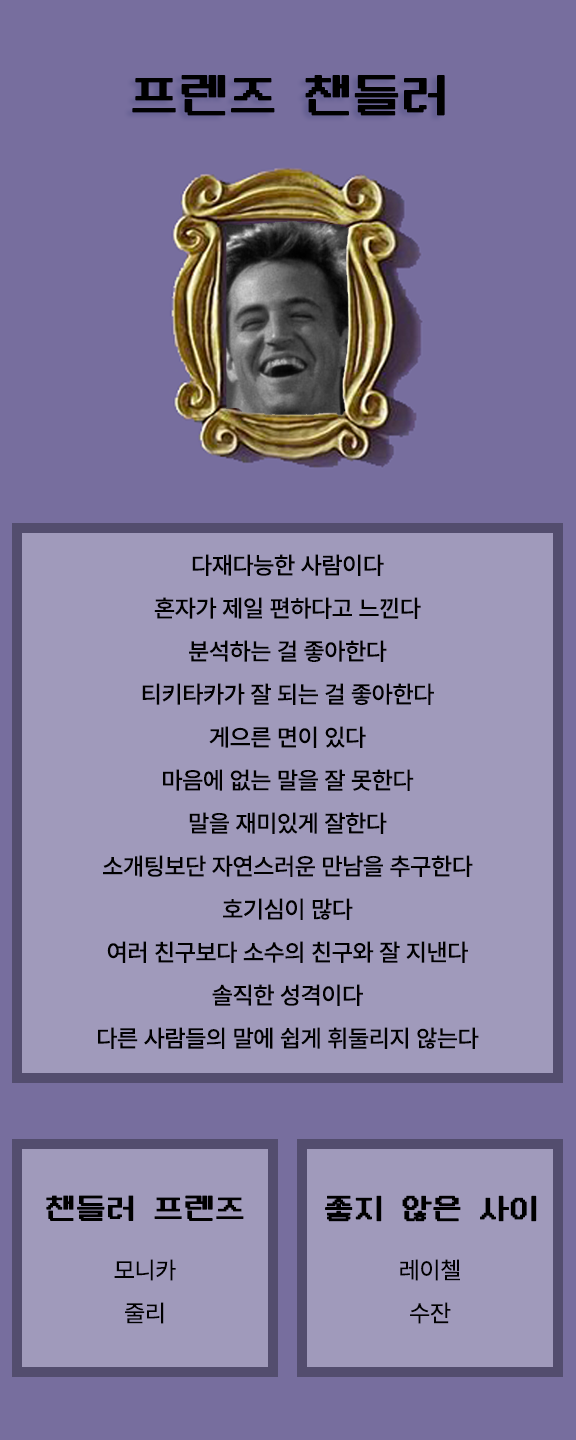 프렌즈 챈들러
다재다능한 사람이다
혼자가 제일 편하다고 느낀다
분석하는 걸 좋아한다
티키타카가 잘 되는 걸 좋아한다
게으른 면이 있다
마음에 없는 말을 잘 못한다
말을 재미있게 잘한다
소개팅보단 자연스러운 만남을 추구한다
호기심이 많다
여러 친구보다 소수의 친구와 잘 지낸다
솔직한 성격이다
다른 사람들의 말에 쉽게 휘둘리지 않는다
챈들러 프렌즈
모니카
줄리
좋지 않은 사이
레이첼
수잔